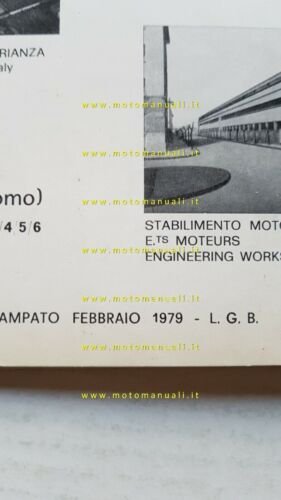 RIANZA
aly
www.motomanuali.it
www.motomanuali.it
omo)
/4/5/6
STABILIMENTO MOTO
E.TS MOTEURS
ENGINEERING WORKS
www.motomanuali.it
AMPATO FEBBRAIO 1979 - L. G. B.
www.motomanuali.it
www.motomanuali.it